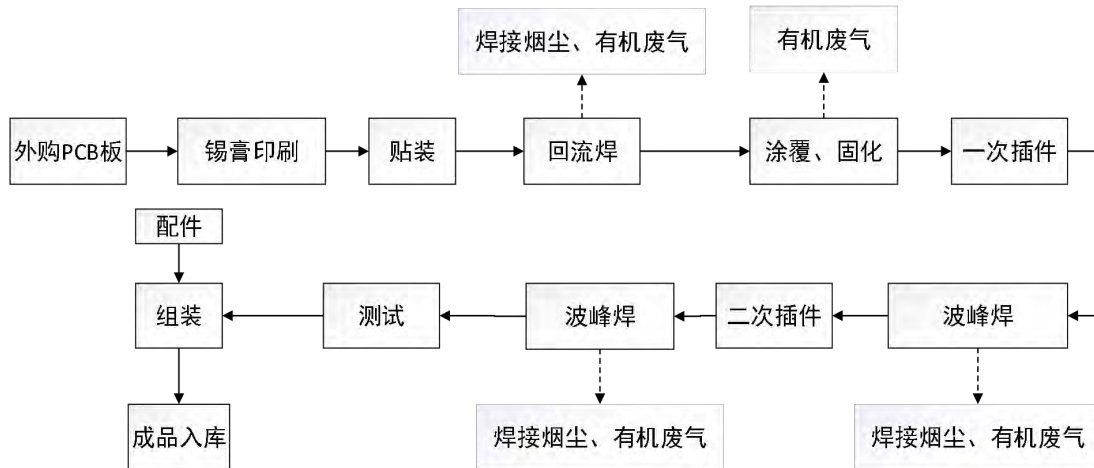 焊接烟尘、有机废气
有机废气
外购PCB板
锡膏印刷
贴装
回流焊
涂覆、固化
一次插件
配件
组装
测试
波峰焊
二次插件
波峰焊
成品入库
焊接烟尘、有机废气
焊接烟尘、有机废气